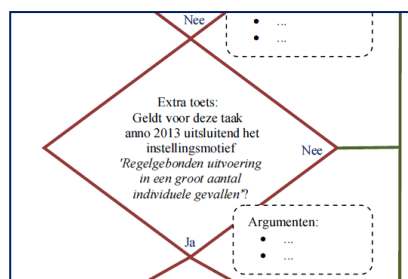 Nee
• ...
• ...
Extra toets:
Geldt voor deze taak
anno 2013 uitsluitend het
instellingsmotief
'Regelgebonden uitvoering
in een groot aantal
individuele gevallen'?
Nee
Argumenten:
• ...
• ...
Ja